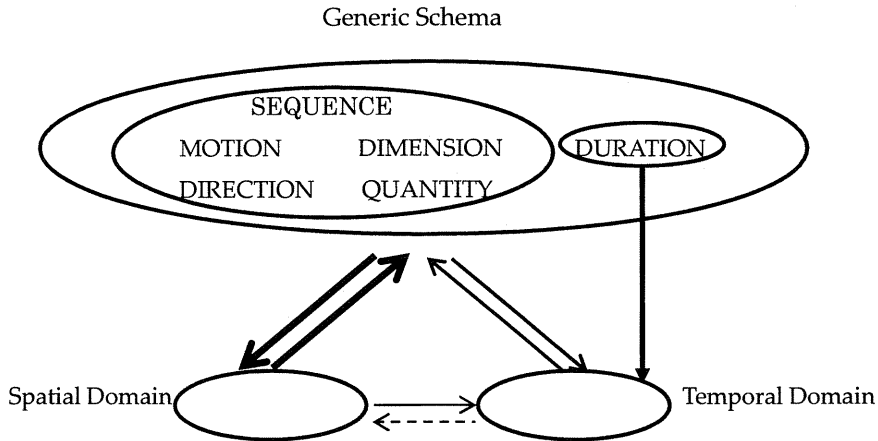 Generic Schema
SEQUENCE
MOTION DIMENSION DURATION
DIRECTION QUANTITY
Spatial Domain Temporal Domain